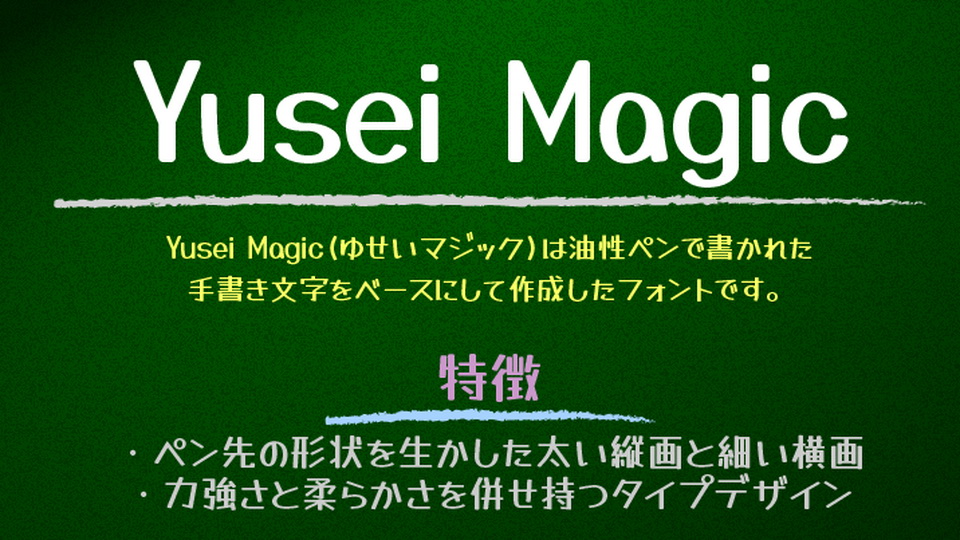 Yusei Magic
Yusei Magic(ゆせいマジック)は油性ペンで書かれた
手書き文字をベースにして作成したフォントです。
特徴
・ペン先の形状を生かした太い縦画と細い横画
・力強さと柔らかさを併せ持つタイプデザイン